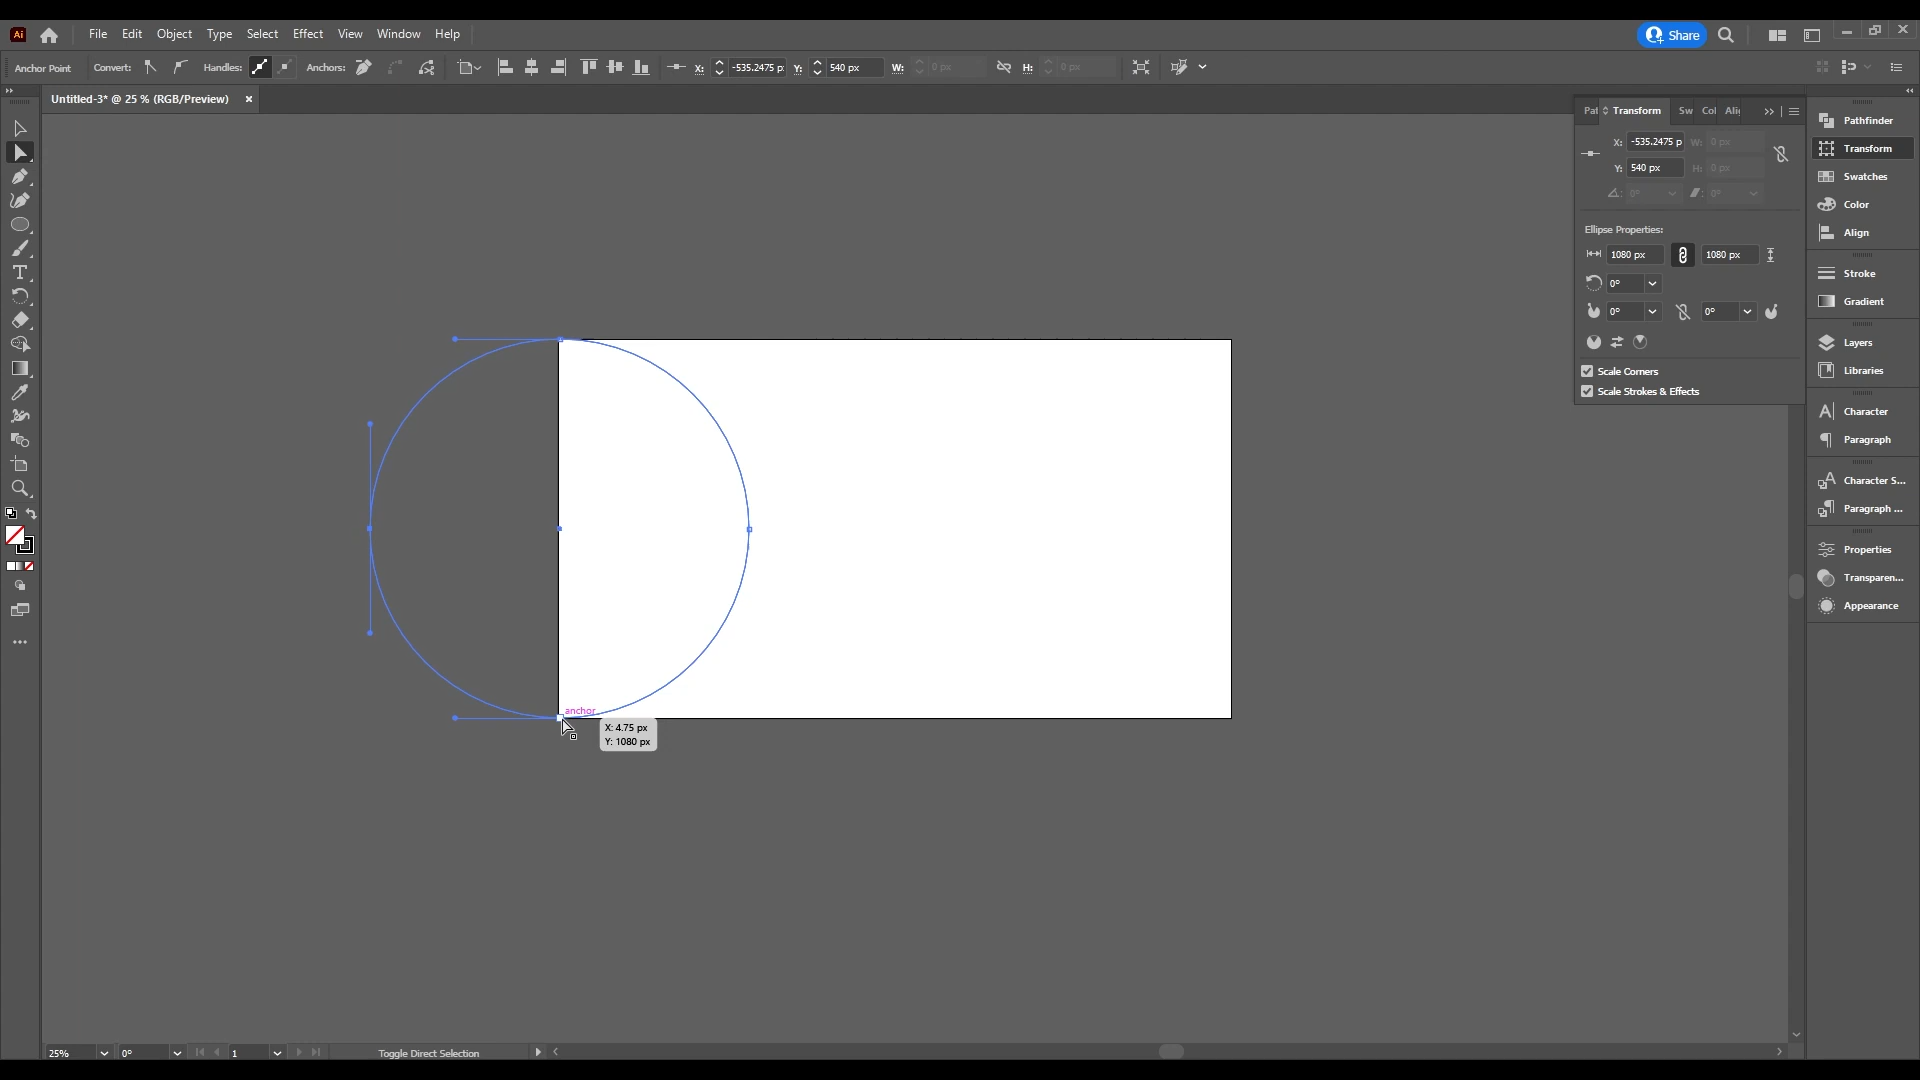 Ai File Edit Object Type Select Effect View Window Help Share
Anchor Point Convert: Handles: Anchors: X: -535.2475 p Y: 540 px W: 0 px H: 0 px
Untitled-3* @ 25 % (RGB/Preview) ×
Pat Transform Sw Col Alig
X: -535.2475 p W: 0 px
Y: 540 px H: 0 px
0° 0°
Ellipse Properties:
1080 px 1080 px
0°
0° 0°
Scale Corners
Scale Strokes & Effects
Pathfinder
Transform
Swatches
Color
Align
Stroke
Gradient
Layers
Libraries
Character
Paragraph
Character S...
Paragraph ...
Properties
Transparen...
Appearance
anchor
X: 4.75 px
Y: 1080 px
25% 0° 1 Toggle Direct Selection